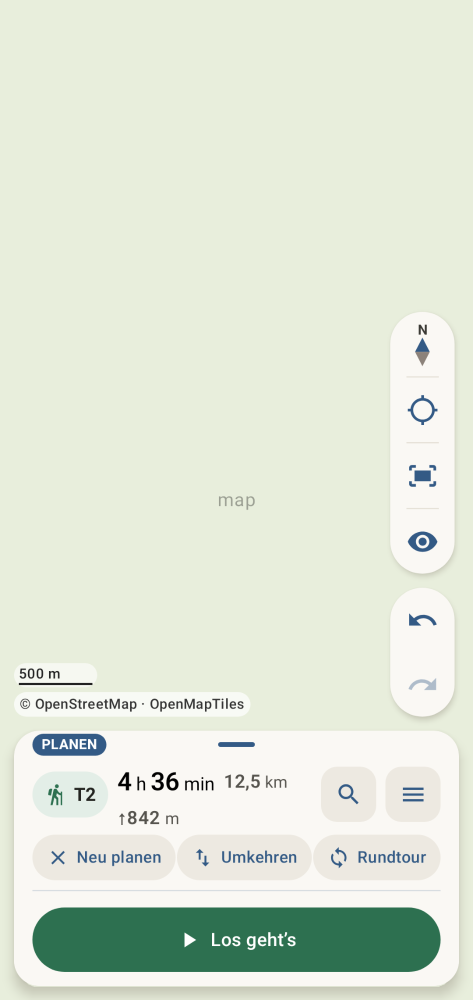 N
map
500 m
© OpenStreetMap · OpenMapTiles
PLANEN
T2
4 h 36 min 12,5 km
↑842 m
Neu planen
Umkehren
Rundtour
Los geht’s